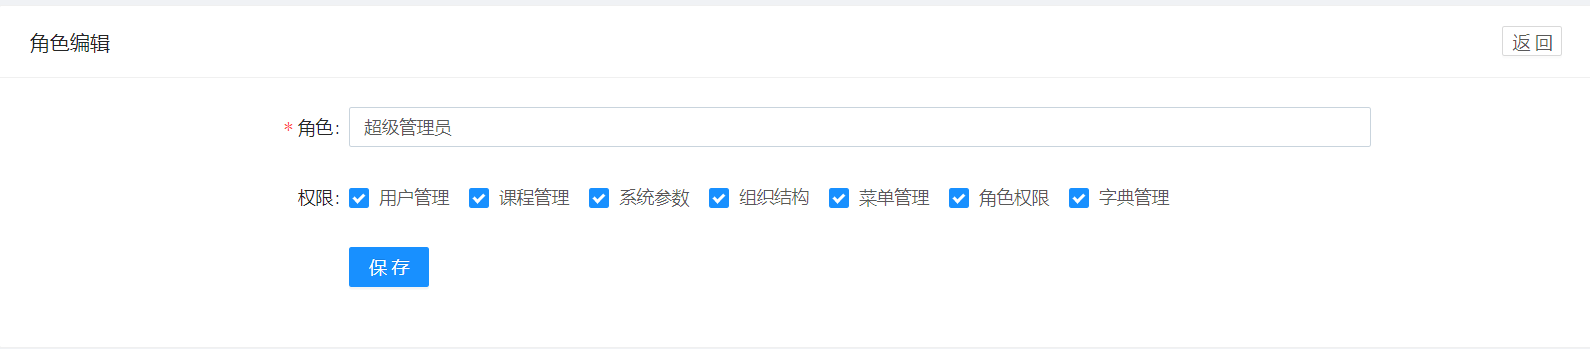 角色编辑
返 回
* 角色: 超级管理员
权限: 用户管理 课程管理 系统参数 组织结构 菜单管理 角色权限 字典管理
保 存